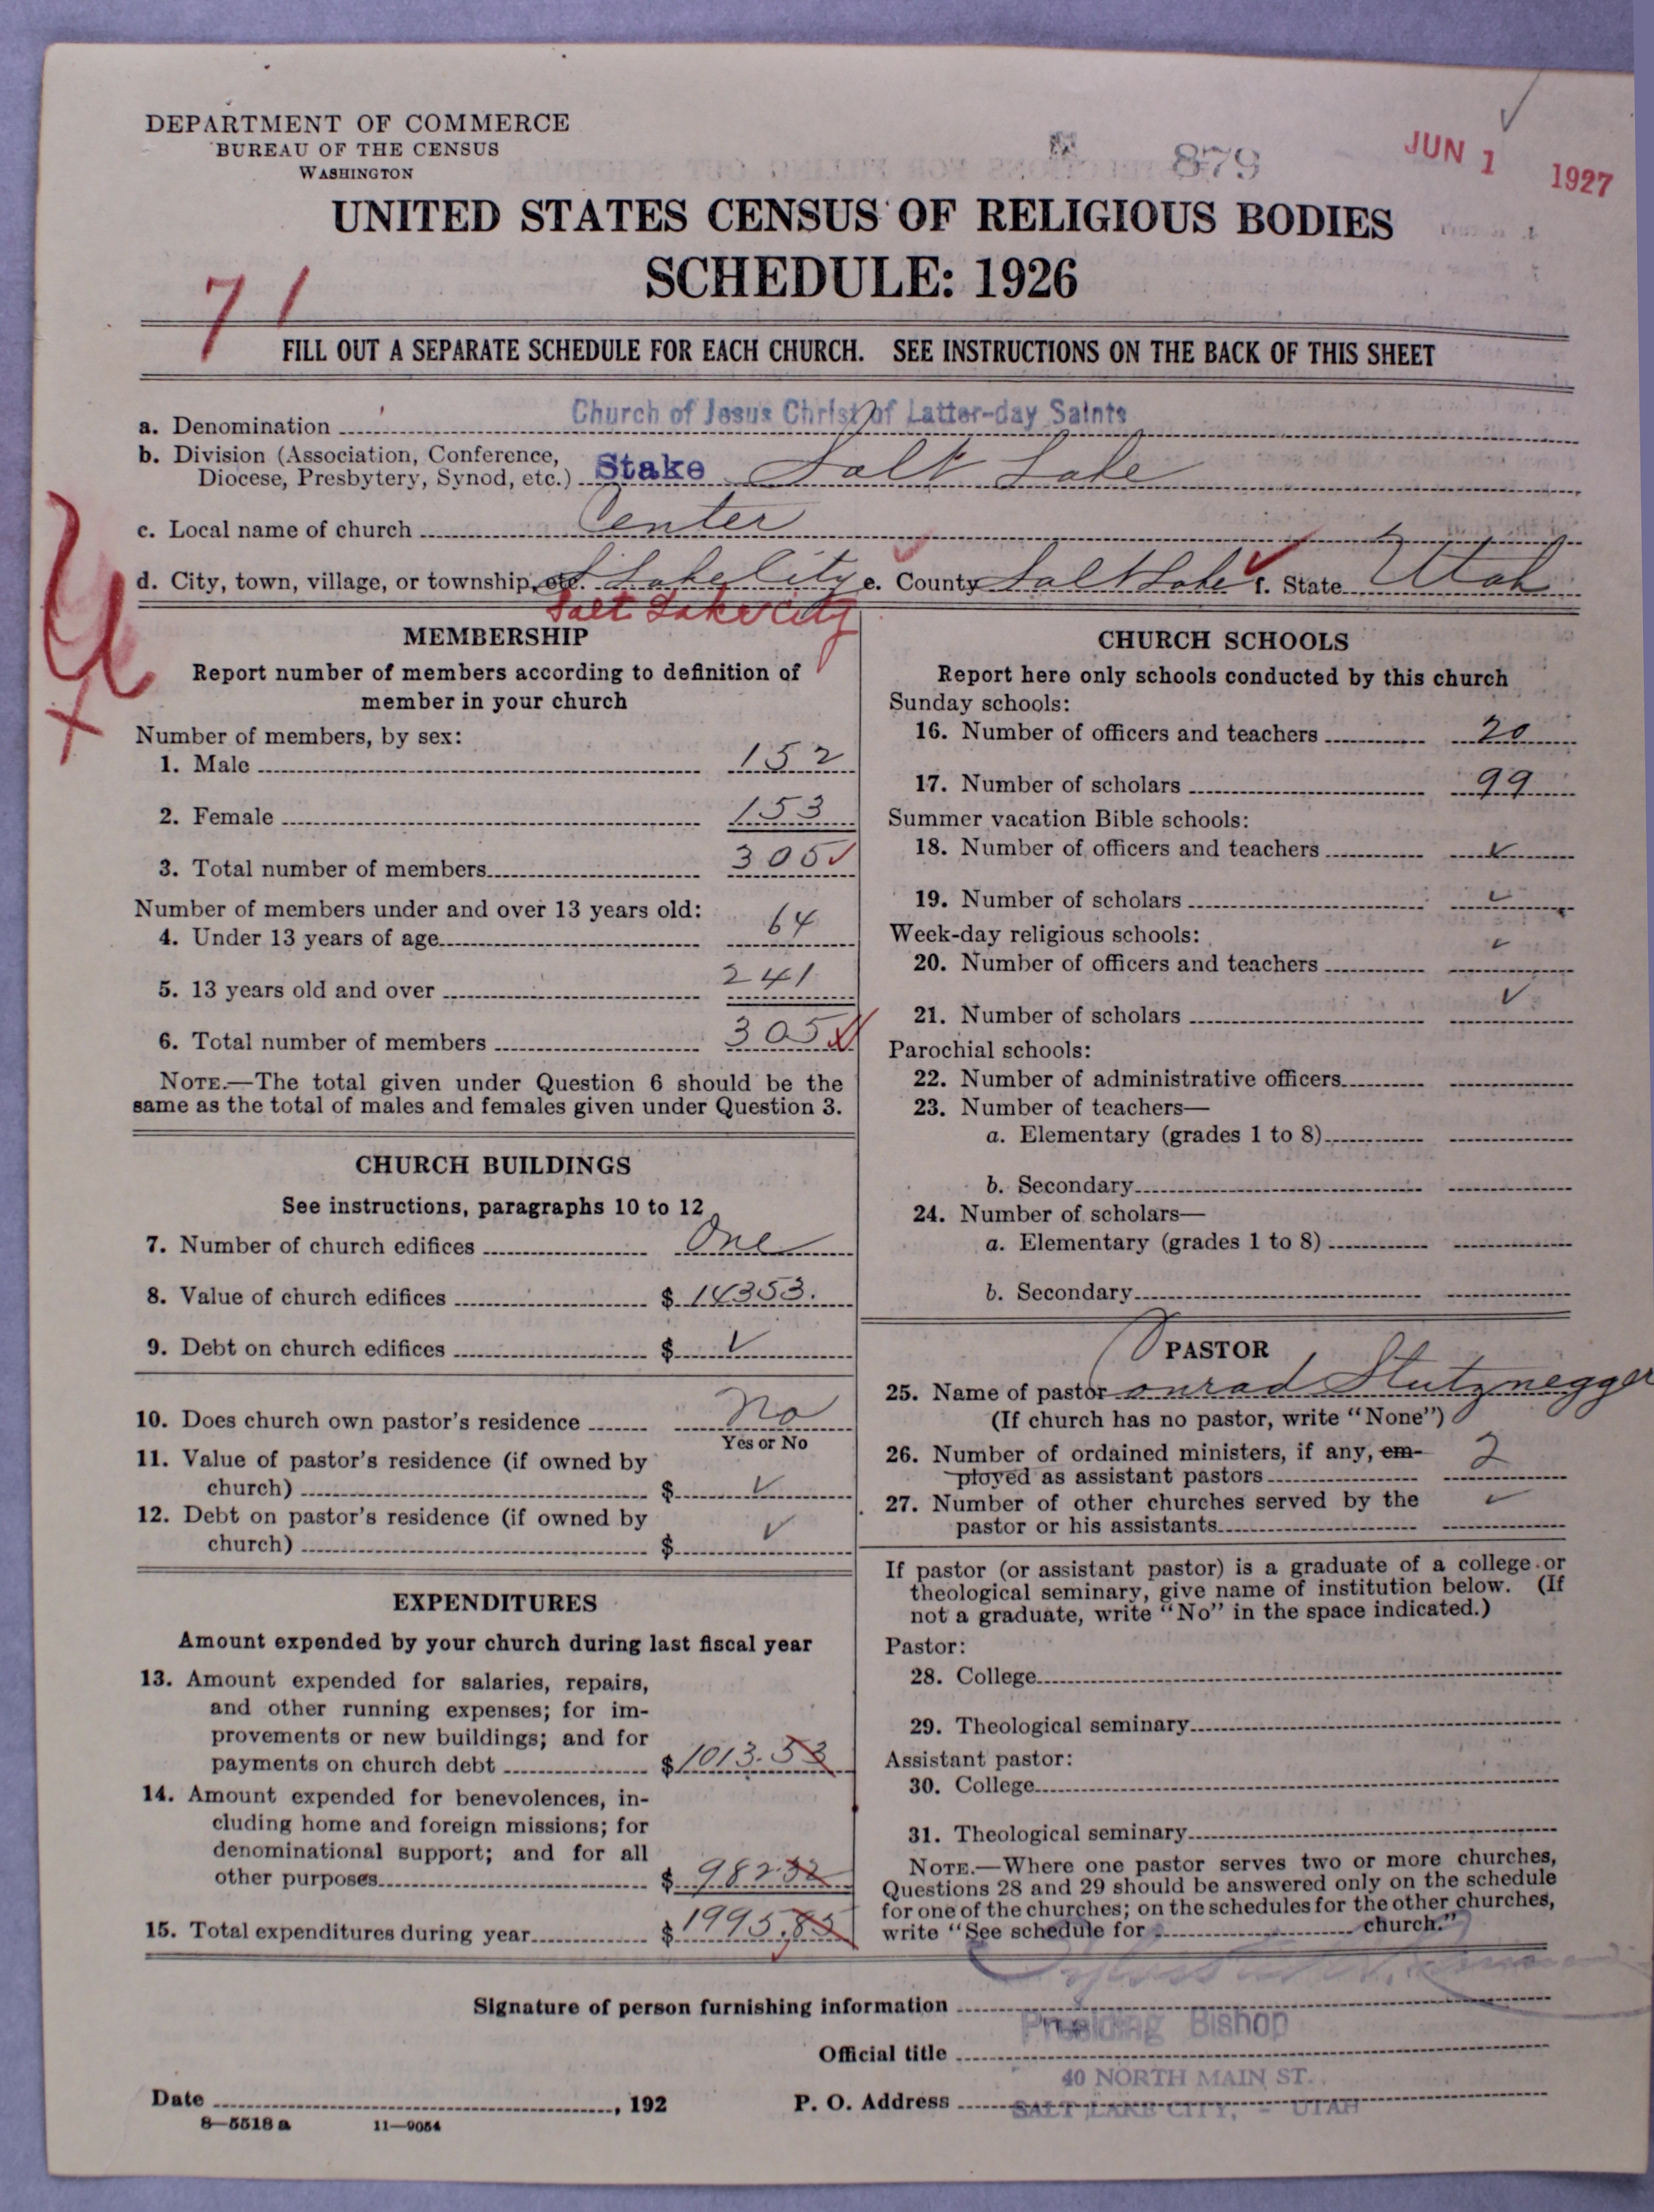 DEPARTMENT OF COMMERCE
BUREAU OF THE CENSUS
WASHINGTON
879
JUN 1 1927
UNITED STATES CENSUS OF RELIGIOUS BODIES
SCHEDULE: 1926
71
FILL OUT A SEPARATE SCHEDULE FOR EACH CHURCH. SEE INSTRUCTIONS ON THE BACK OF THIS SHEET
a. Denomination Church of Jesus Christ of Latter-day Saints
b. Division (Association, Conference,
Diocese, Presbytery, Synod, etc.) Stake Salt Lake
c. Local name of church Center
d. City, town, village, or township, etc. S. Lake City e. County Salt Lake f. State Utah
Salt Lake City
MEMBERSHIP
Report number of members according to definition of
member in your church
Number of members, by sex:
1. Male 152
2. Female 153
3. Total number of members 305 ✓
Number of members under and over 13 years old:
4. Under 13 years of age 64
5. 13 years old and over 241
6. Total number of members 305
NOTE.—The total given under Question 6 should be the
same as the total of males and females given under Question 3.
CHURCH BUILDINGS
See instructions, paragraphs 10 to 12
7. Number of church edifices One
8. Value of church edifices $ 14353.
9. Debt on church edifices $ ✓
10. Does church own pastor's residence No
Yes or No
11. Value of pastor's residence (if owned by
church) $ ✓
12. Debt on pastor's residence (if owned by
church) $ ✓
EXPENDITURES
Amount expended by your church during last fiscal year
13. Amount expended for salaries, repairs,
and other running expenses; for im-
provements or new buildings; and for
payments on church debt $ 1013.53
14. Amount expended for benevolences, in-
cluding home and foreign missions; for
denominational support; and for all
other purposes $ 982.32
15. Total expenditures during year $ 1995.85
CHURCH SCHOOLS
Report here only schools conducted by this church
Sunday schools:
16. Number of officers and teachers 20
17. Number of scholars 99
Summer vacation Bible schools:
18. Number of officers and teachers ✓
19. Number of scholars ✓
Week-day religious schools:
20. Number of officers and teachers ✓
21. Number of scholars ✓
Parochial schools:
22. Number of administrative officers
23. Number of teachers—
a. Elementary (grades 1 to 8)
b. Secondary
24. Number of scholars—
a. Elementary (grades 1 to 8)
b. Secondary
PASTOR
25. Name of pastor Conrad Stutznegger
(If church has no pastor, write "None")
26. Number of ordained ministers, if any, em-
ployed as assistant pastors 2
27. Number of other churches served by the
pastor or his assistants ✓
If pastor (or assistant pastor) is a graduate of a college or
theological seminary, give name of institution below. (If
not a graduate, write "No" in the space indicated.)
Pastor:
28. College
29. Theological seminary
Assistant pastor:
30. College
31. Theological seminary
NOTE.—Where one pastor serves two or more churches,
Questions 28 and 29 should be answered only on the schedule
for one of the churches; on the schedules for the other churches,
write "See schedule for church."
Signature of person furnishing information
Official title Presiding Bishop
Date , 192
P. O. Address 40 NORTH MAIN ST.
SALT LAKE CITY, - UTAH
8—5518 a 11—9054